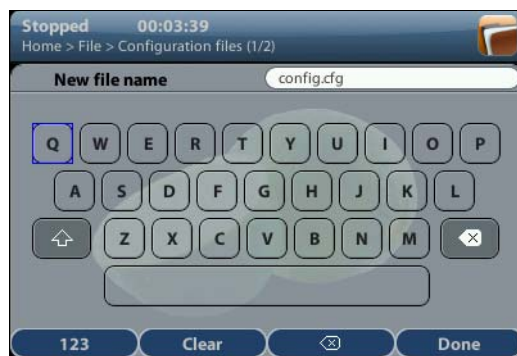 Stopped 00:03:39
Home > File > Configuration files (1/2)
New file name config.cfg
Q W E R T Y U I O P
A S D F G H J K L
Z X C V B N M
123 Clear Done